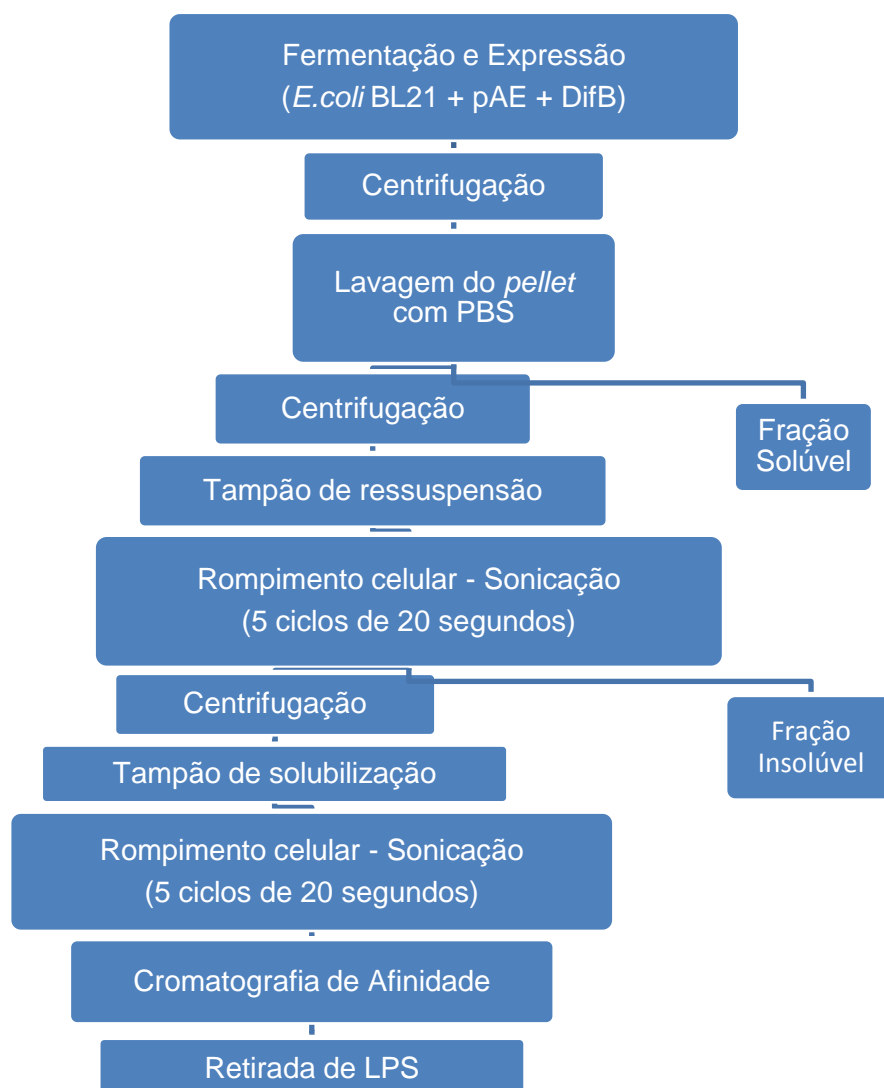 Fermentação e Expressão
(E.coli BL21 + pAE + DifB)
Centrifugação
Lavagem do pellet
com PBS
Centrifugação
Fração
Solúvel
Tampão de ressuspensão
Rompimento celular - Sonicação
(5 ciclos de 20 segundos)
Centrifugação
Fração
Insolúvel
Tampão de solubilização
Rompimento celular - Sonicação
(5 ciclos de 20 segundos)
Cromatografia de Afinidade
Retirada de LPS